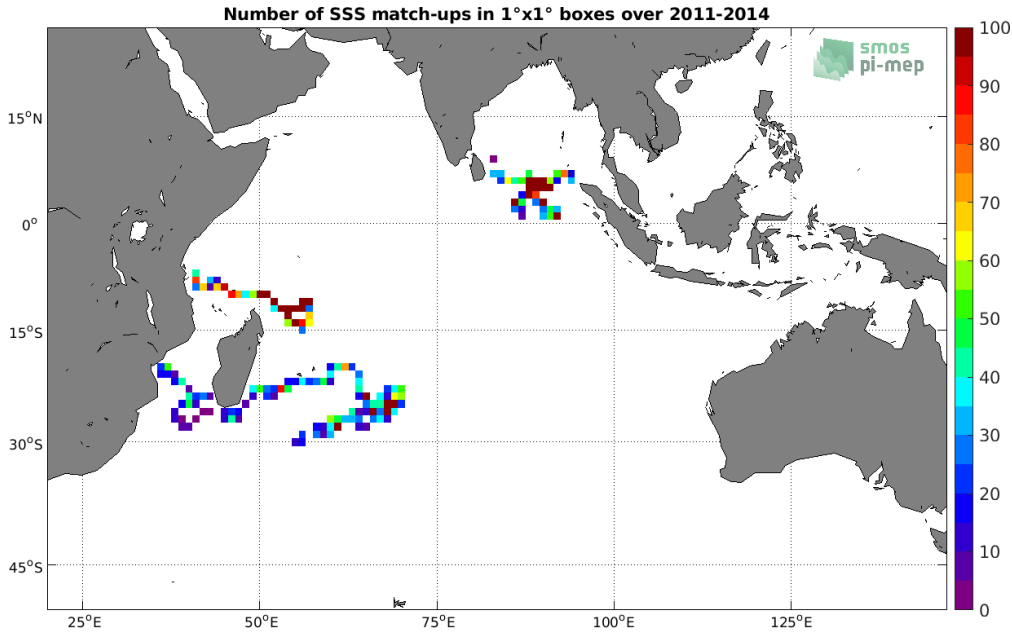 Number of SSS match-ups in 1°x1° boxes over 2011-2014
smos
pi-mep
15°N
0°
15°S
30°S
45°S
25°E
50°E
75°E
100°E
125°E
100
90
80
70
60
50
40
30
20
10
0